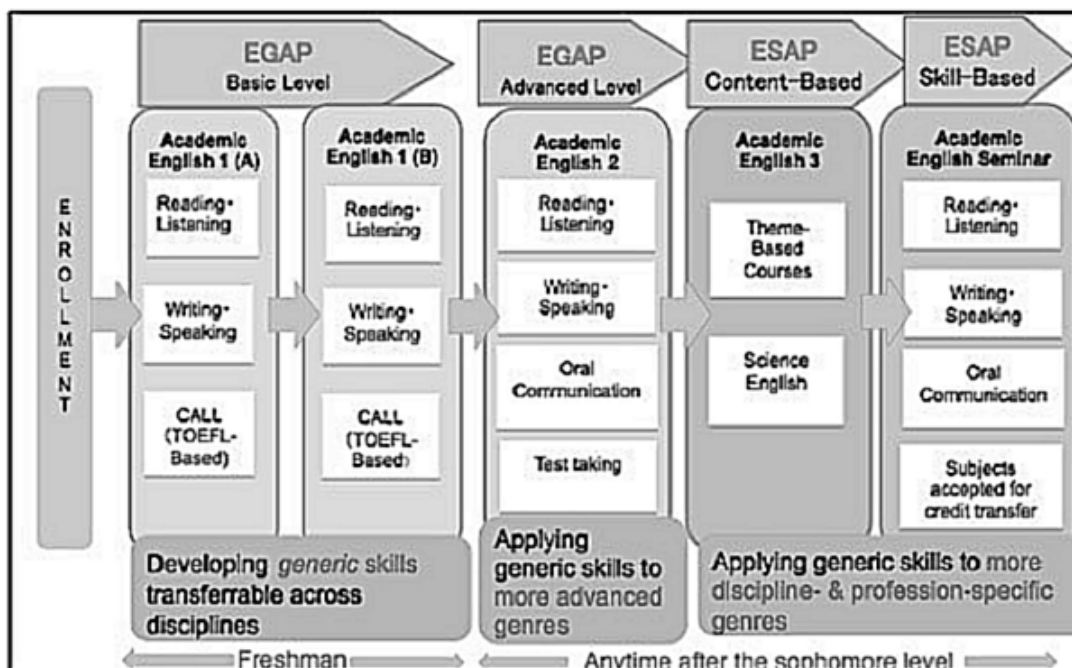 EGAP
Basic Level
EGAP
Advanced Level
ESAP
Content-Based
ESAP
Skill-Based
ENROLLMENT
Academic
English 1 (A)
Reading・
Listening
Writing・
Speaking
CALL
(TOEFL-
Based)
Academic
English 1 (B)
Reading・
Listening
Writing・
Speaking
CALL
(TOEFL-
Based)
Academic
English 2
Reading・
Listening
Writing・
Speaking
Oral
Communication
Test taking
Academic
English 3
Theme-
Based
Courses
Science
English
Academic
English Seminar
Reading・
Listening
Writing・
Speaking
Oral
Communication
Subjects
accepted for
credit transfer
Developing generic skills
transferrable across
disciplines
Applying
generic skills to
more advanced
genres
Applying generic skills to more
discipline- & profession-specific
genres
Freshman
Anytime after the sophomore level